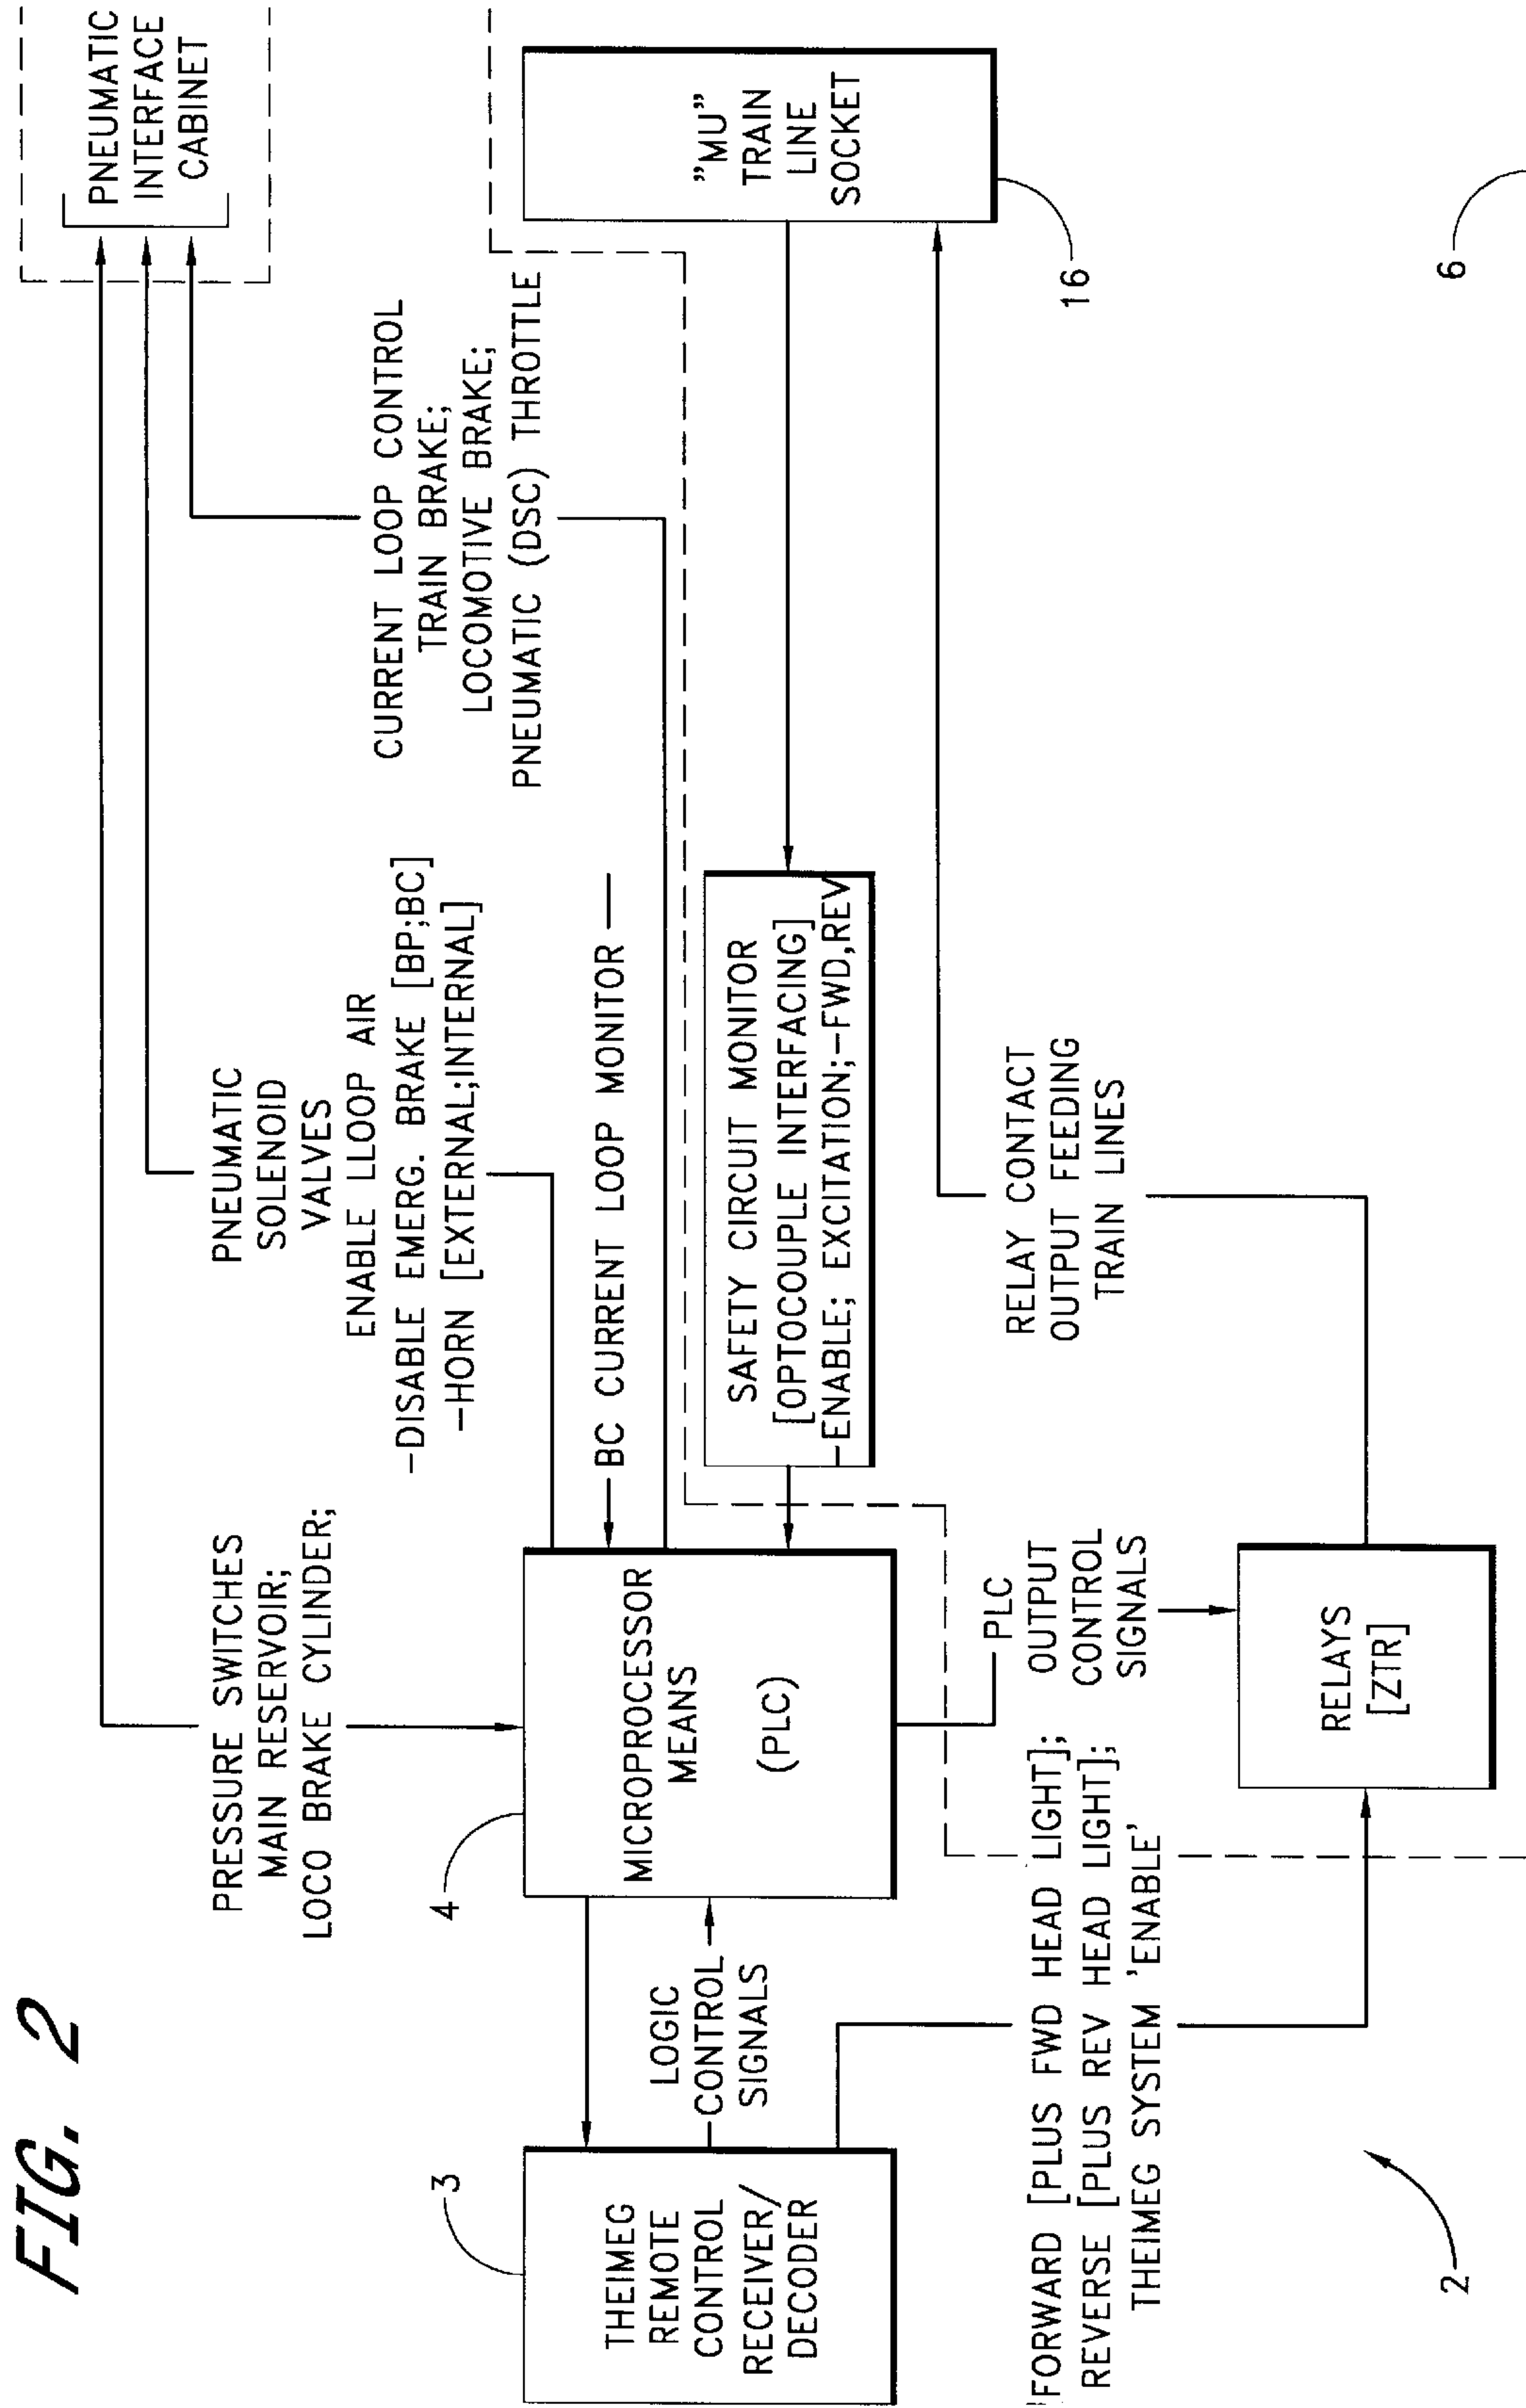 FIG. 2
PRESSURE SWITCHES
MAIN RESERVOIR;
LOCO BRAKE CYLINDER;
PNEUMATIC
SOLENOID
VALVES
ENABLE LLOOP AIR
-DISABLE EMERG. BRAKE [BP;BC]
-HORN [EXTERNAL;INTERNAL]
BC CURRENT LOOP MONITOR
CURRENT LOOP CONTROL
TRAIN BRAKE;
LOCOMOTIVE BRAKE;
PNEUMATIC (DSC) THROTTLE
PNEUMATIC
INTERFACE
CABINET
3
THEIMEG
REMOTE
CONTROL
RECEIVER/
DECODER
LOGIC
CONTROL
SIGNALS
4
MICROPROCESSOR
MEANS
(PLC)
SAFETY CIRCUIT MONITOR
[OPTOCOUPLE INTERFACING]
-ENABLE; EXCITATION;-FWD,REV
"MU"
TRAIN
LINE
SOCKET
16
PLC
OUTPUT
CONTROL
SIGNALS
RELAY CONTACT
OUTPUT FEEDING
TRAIN LINES
FORWARD [PLUS FWD HEAD LIGHT];
REVERSE [PLUS REV HEAD LIGHT];
THEIMEG SYSTEM 'ENABLE'
RELAYS
[ZTR]
2
6